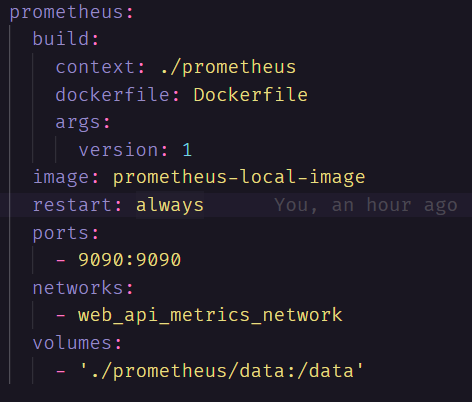 prometheus:
  build:
    context: ./prometheus
    dockerfile: Dockerfile
    args:
      version: 1
  image: prometheus-local-image
  restart: always      You, an hour ago
  ports:
    - 9090:9090
  networks:
    - web_api_metrics_network
  volumes:
    - './prometheus/data:/data'